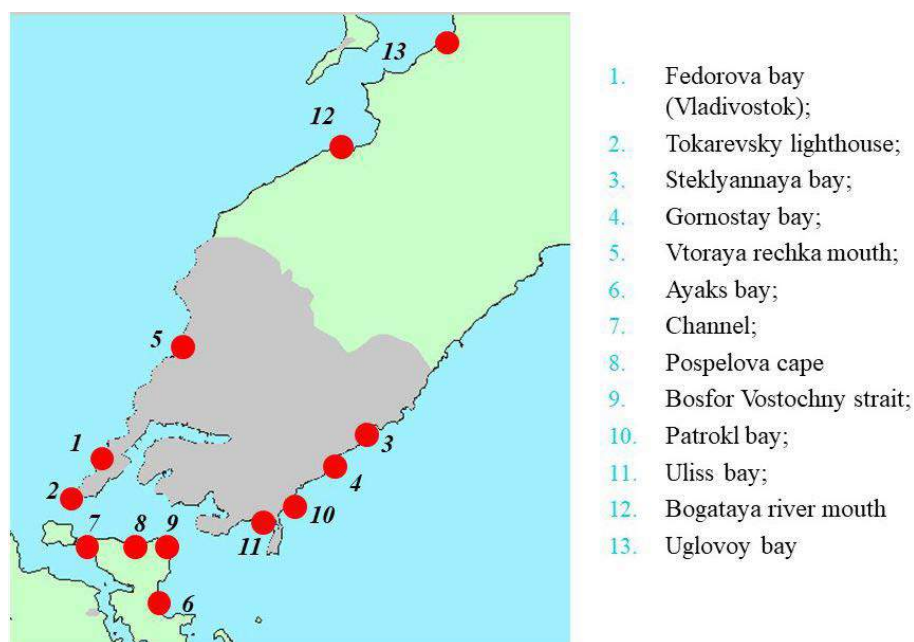 13
12
5
1
3
2
4
7
8
9
10
11
6
1. Fedorova bay
(Vladivostok);
2. Tokarevsky lighthouse;
3. Steklyannaya bay;
4. Gornostay bay;
5. Vtoraya rechka mouth;
6. Ayaks bay;
7. Channel;
8. Pospelova cape
9. Bosfor Vostochny strait;
10. Patrokl bay;
11. Uliss bay;
12. Bogataya river mouth
13. Uglovoy bay